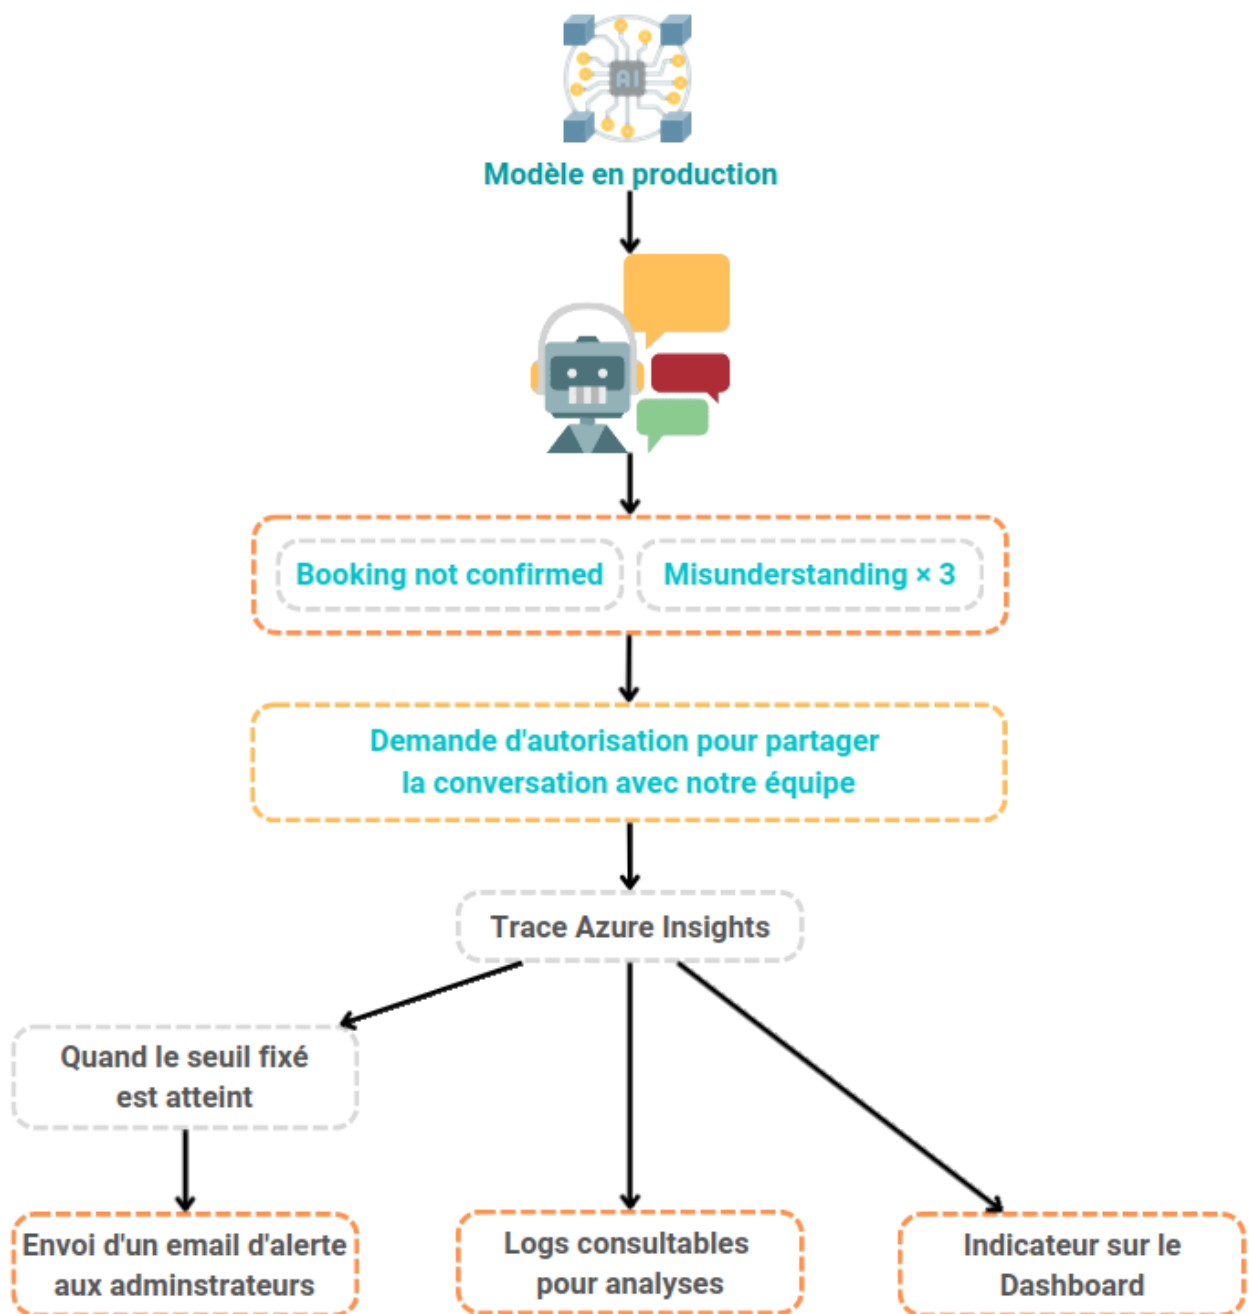 AI
Modèle en production
Booking not confirmed
Misunderstanding × 3
Demande d'autorisation pour partager
la conversation avec notre équipe
Trace Azure Insights
Quand le seuil fixé
est atteint
Envoi d'un email d'alerte
aux adminstrateurs
Logs consultables
pour analyses
Indicateur sur le
Dashboard